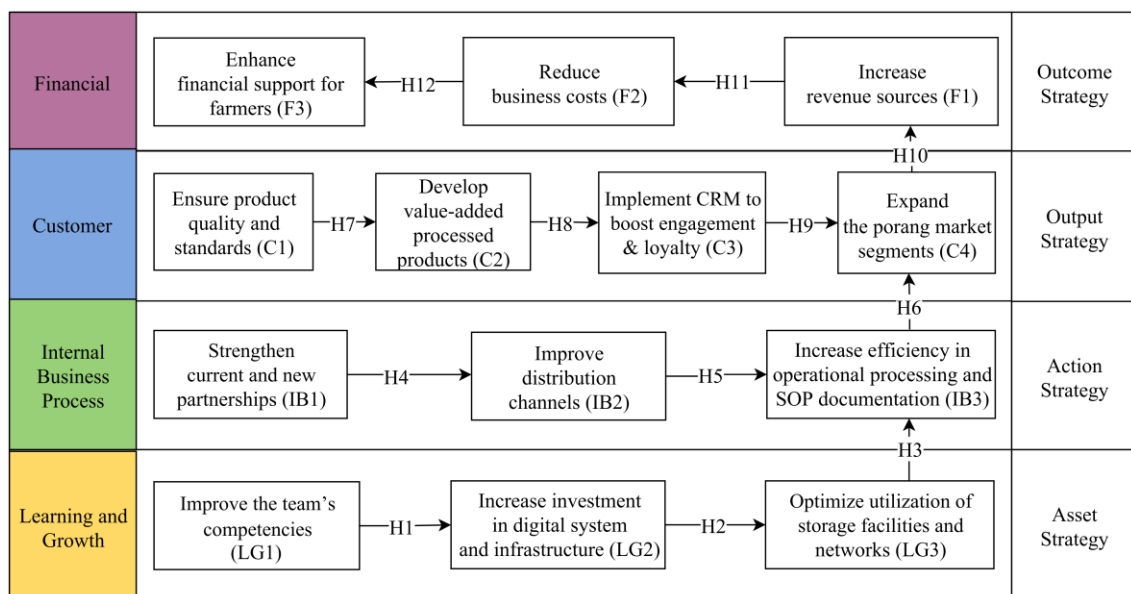 Financial
Enhance
financial support for
farmers (F3)
H12
Reduce
business costs (F2)
H11
Increase
revenue sources (F1)
Outcome
Strategy
H10
Customer
Ensure product
quality and
standards (C1)
H7
Develop
value-added
processed
products (C2)
H8
Implement CRM to
boost engagement
& loyalty (C3)
H9
Expand
the porang market
segments (C4)
Output
Strategy
H6
Internal
Business
Process
Strengthen
current and new
partnerships (IB1)
H4
Improve
distribution
channels (IB2)
H5
Increase efficiency in
operational processing and
SOP documentation (IB3)
Action
Strategy
H3
Learning and
Growth
Improve the team’s
competencies
(LG1)
H1
Increase investment
in digital system
and infrastructure (LG2)
H2
Optimize utilization of
storage facilities and
networks (LG3)
Asset
Strategy